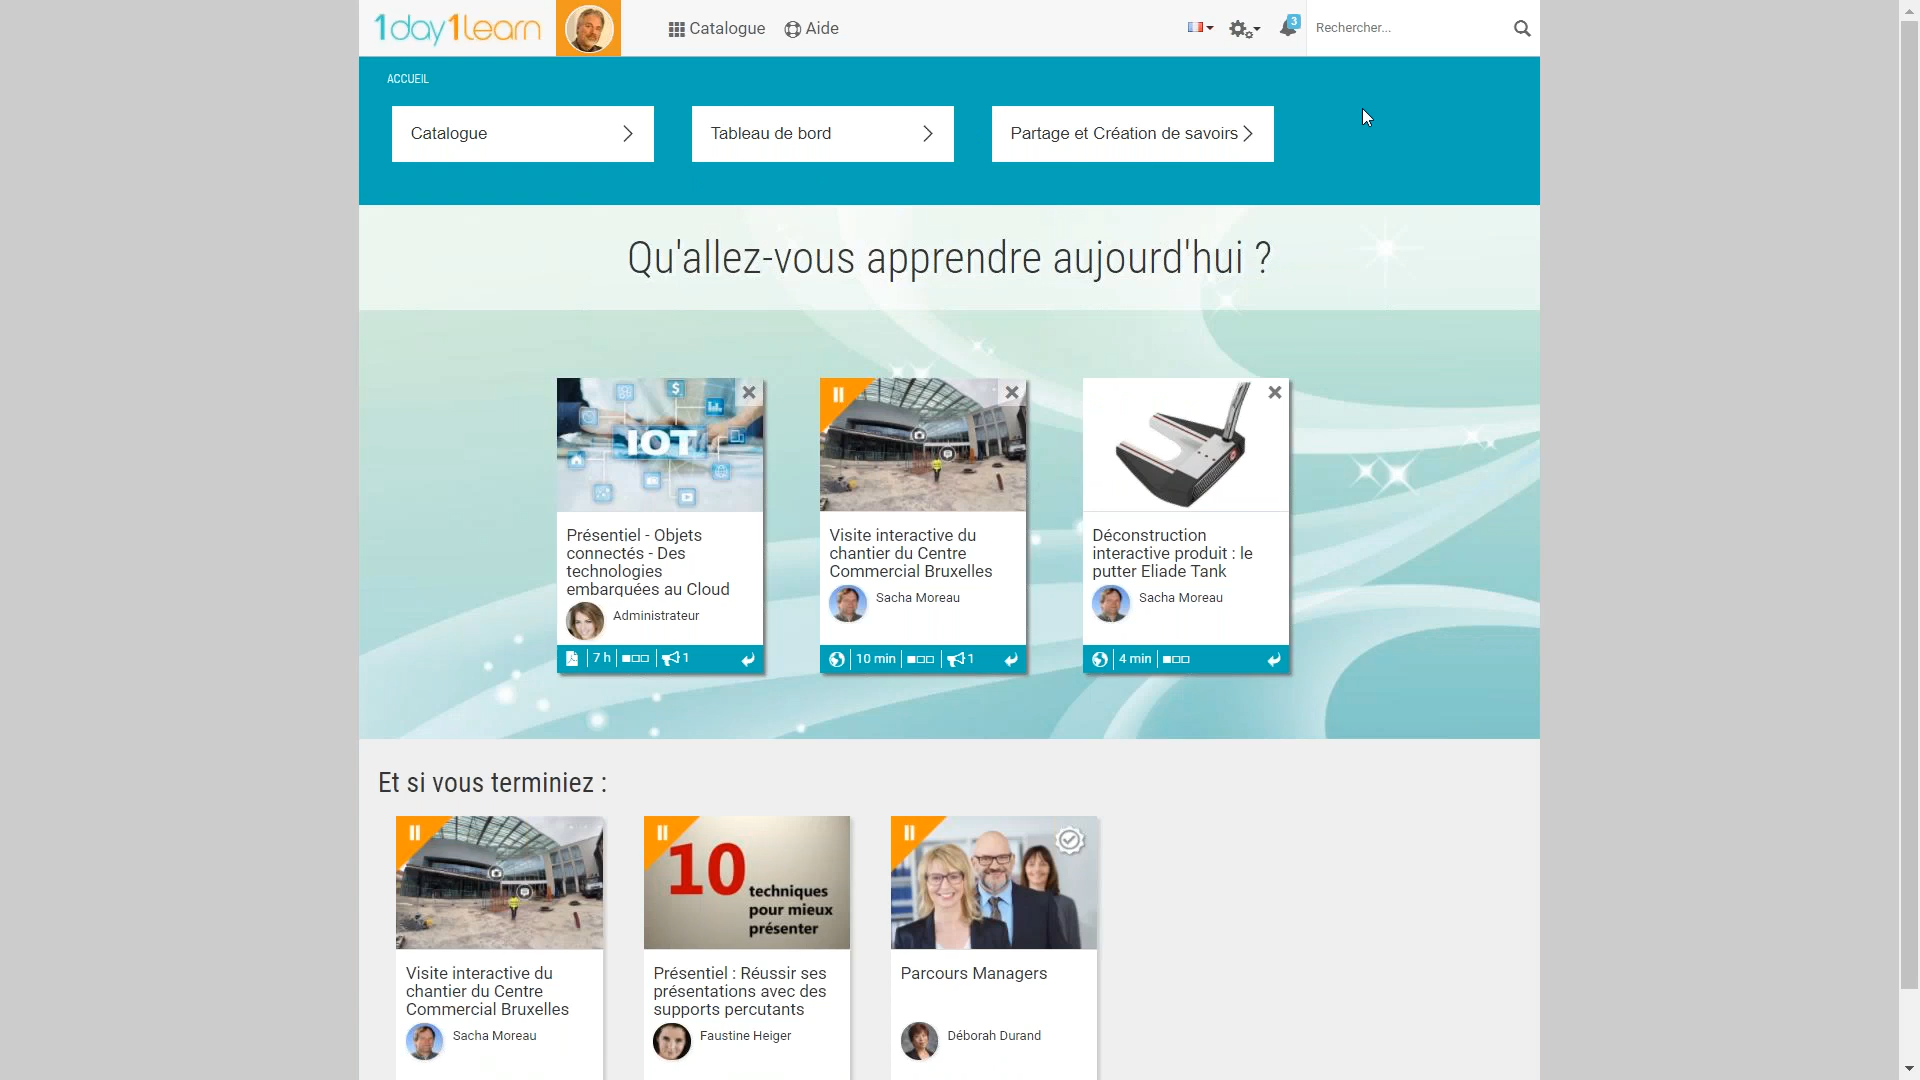 1day1learn
Catalogue
Aide
3
Rechercher...
ACCUEIL
Catalogue
Tableau de bord
Partage et Création de savoirs
Qu'allez-vous apprendre aujourd'hui ?
$
IOT
Présentiel - Objets
connectés - Des
technologies
embarquées au Cloud
Administrateur
7 h
1
Visite interactive du
chantier du Centre
Commercial Bruxelles
Sacha Moreau
10 min
1
Déconstruction
interactive produit : le
putter Eliade Tank
Sacha Moreau
4 min
Et si vous terminiez :
Visite interactive du
chantier du Centre
Commercial Bruxelles
Sacha Moreau
10
techniques
pour mieux
présenter
Présentiel : Réussir ses
présentations avec des
supports percutants
Faustine Heiger
Parcours Managers
Déborah Durand